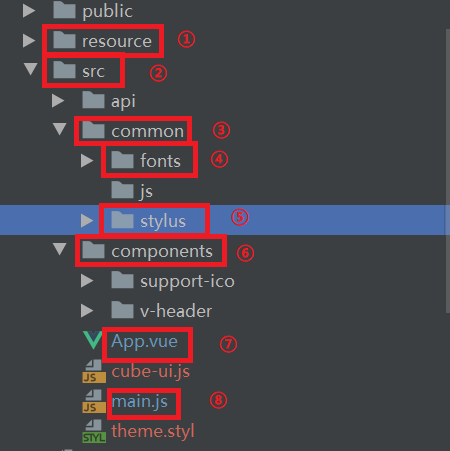 public
resource ①
src ②
api
common ③
fonts ④
js
stylus ⑤
components ⑥
support-ico
v-header
App.vue ⑦
JS cube-ui.js
JS main.js ⑧
STYL theme.styl